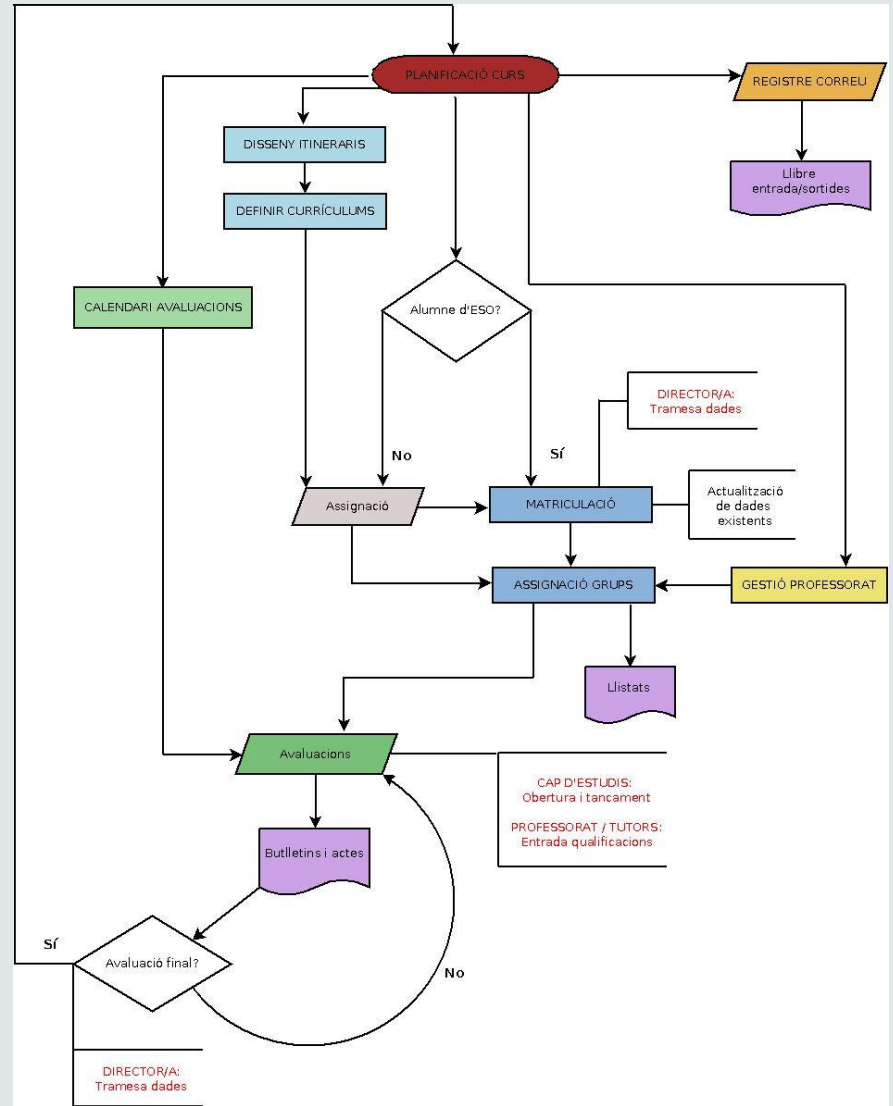 PLANIFICACIÓ CURS
REGISTRE CORREU
DISSENY ITINERARIS
Llibre
entrada/sortides
DEFINIR CURRÍCULUMS
CALENDARI AVALUACIONS
Alumne d'ESO?
DIRECTOR/A:
Tramesa dades
No
Sí
Assignació
MATRICULACIÓ
Actualització
de dades
existents
ASSIGNACIÓ GRUPS
GESTIÓ PROFESSORAT
Llistats
Avaluacions
CAP D'ESTUDIS:
Obertura i tancament
PROFESSORAT / TUTORS:
Entrada qualificacions
Butlletins i actes
Sí
Avaluació final?
No
DIRECTOR/A:
Tramesa dades